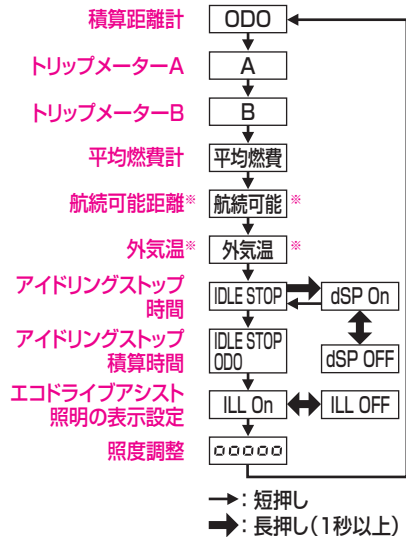 積算距離計 ODO
トリップメーターA A
トリップメーターB B
平均燃費計 平均燃費
航続可能距離※ 航続可能 ※
外気温※ 外気温 ※
アイドリングストップ
時間
IDLE STOP dSP On
dSP OFF
アイドリングストップ
積算時間
IDLE STOP
ODO
エコドライブアシスト
照明の表示設定
ILL On ILL OFF
照度調整 ooooo
:短押し
:長押し(1秒以上)